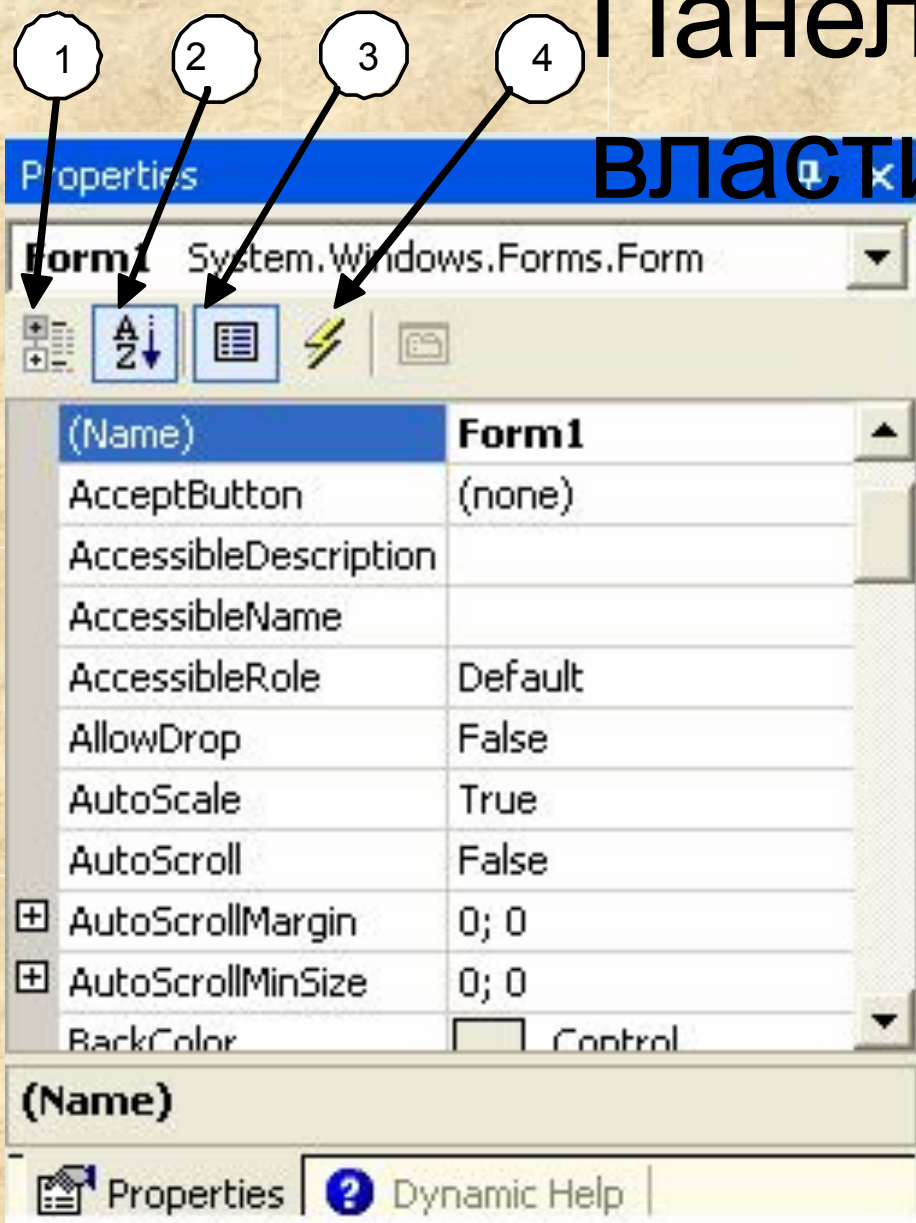 Панел
власти
1 2 3 4
Properties
Form1 System.Windows.Forms.Form
(Name) Form1
AcceptButton (none)
AccessibleDescription
AccessibleName
AccessibleRole Default
AllowDrop False
AutoScale True
AutoScroll False
AutoScrollMargin 0; 0
AutoScrollMinSize 0; 0
BackColor Control
(Name)
Properties Dynamic Help